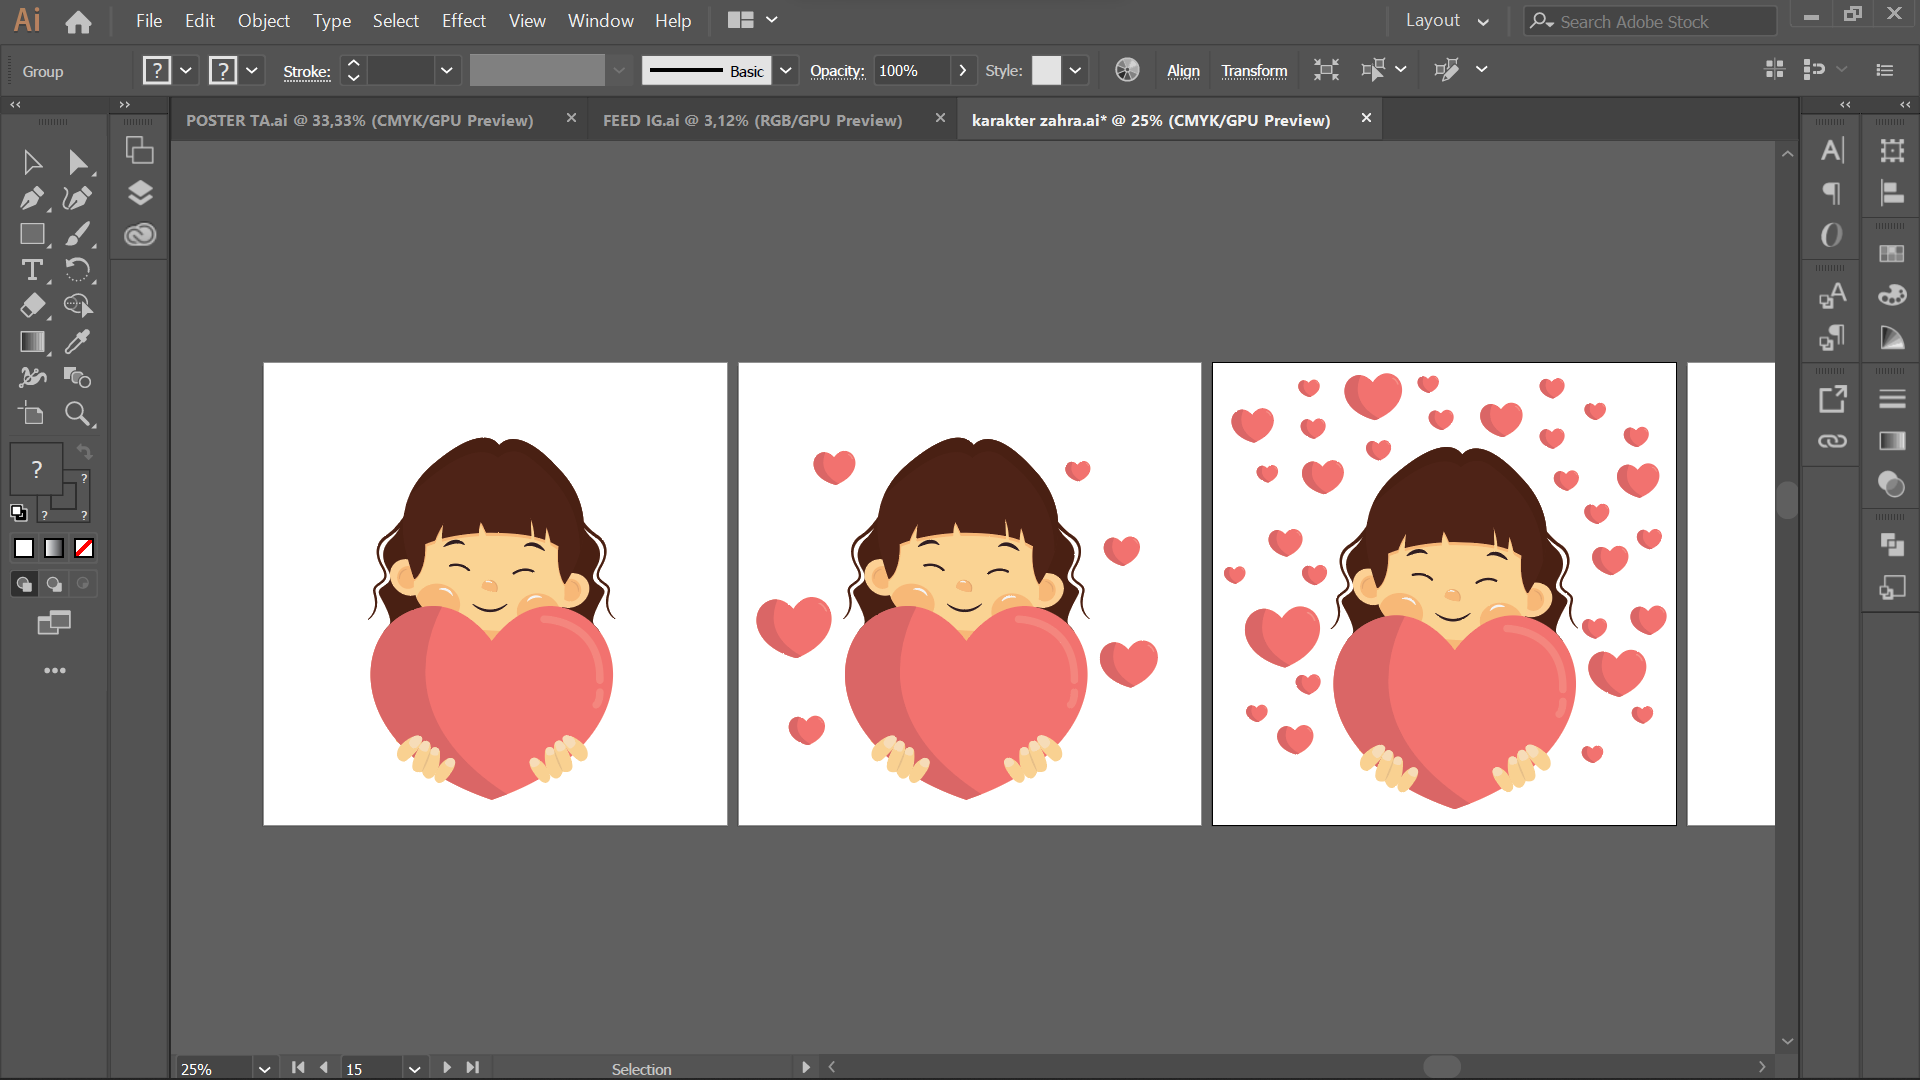 Ai File Edit Object Type Select Effect View Window Help Layout Search Adobe Stock
Group ? ? Stroke: Basic Opacity: 100% Style: Align Transform
POSTER TA.ai @ 33,33% (CMYK/GPU Preview) FEED IG.ai @ 3,12% (RGB/GPU Preview) karakter zahra.ai* @ 25% (CMYK/GPU Preview)
? ?
? ?
25% 15 Selection